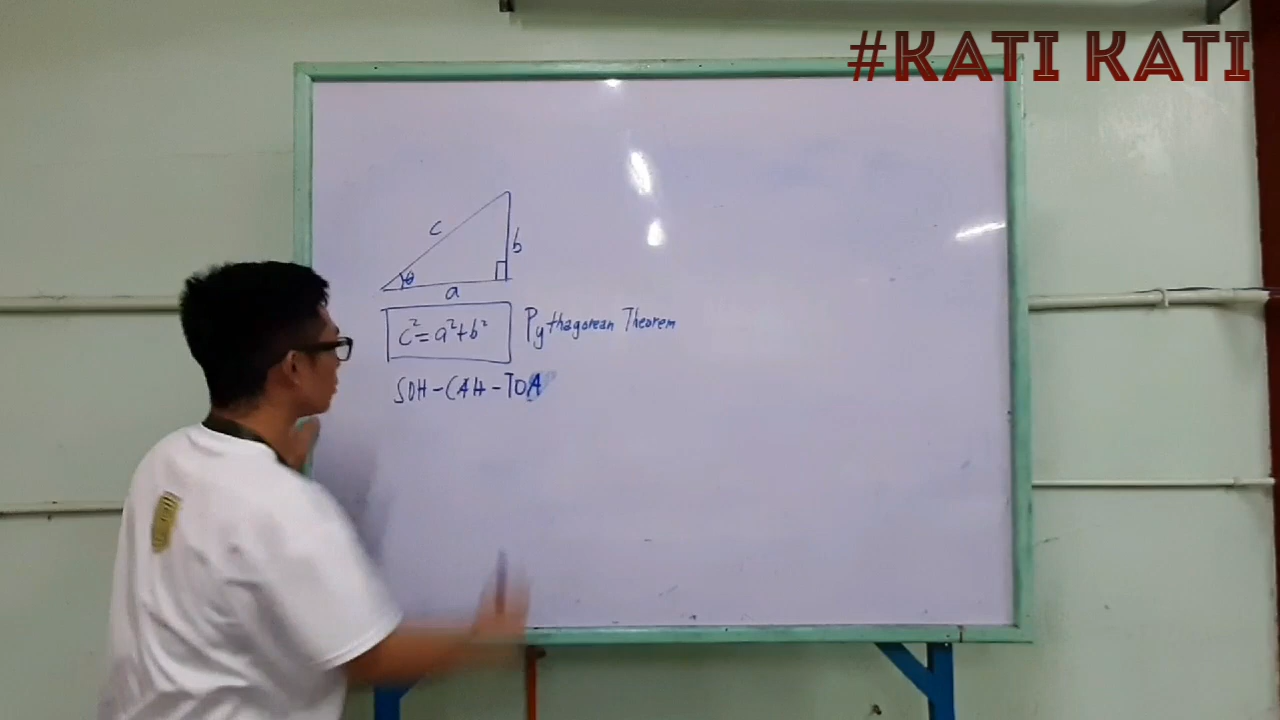 #KATI KATI
c
b
θ
a
c²=a²+b² Pythagorean Theorem
SOH-CAH-TOA